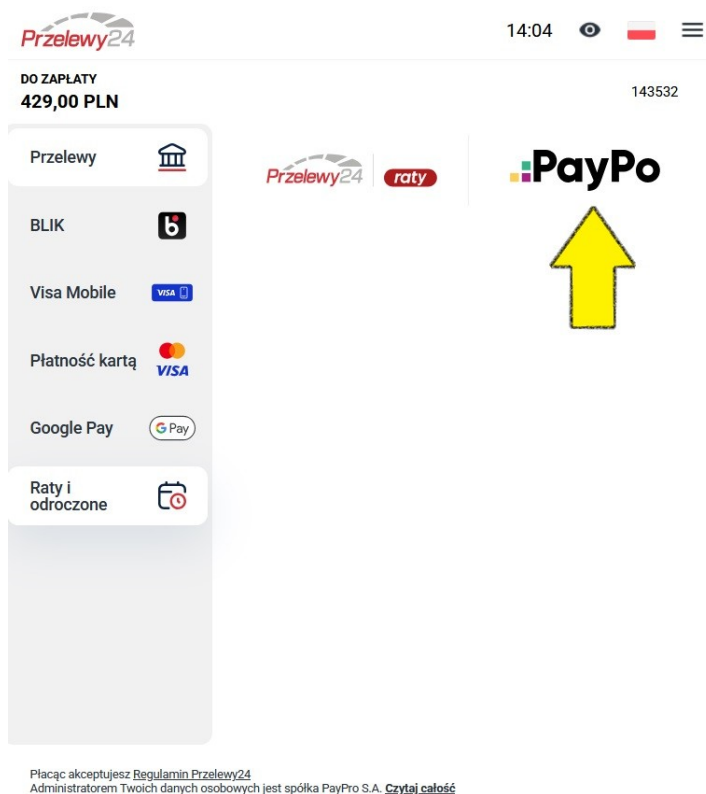 Przelewy24
14:04
DO ZAPŁATY
429,00 PLN
143532
Przelewy
BLIK
b
Visa Mobile
VISA
Płatność kartą
VISA
Google Pay
G Pay
Raty i
odroczone
Przelewy24 raty
PayPo
Płacąc akceptujesz Regulamin Przelewy24
Administratorem Twoich danych osobowych jest spółka PayPro S.A. Czytaj całość